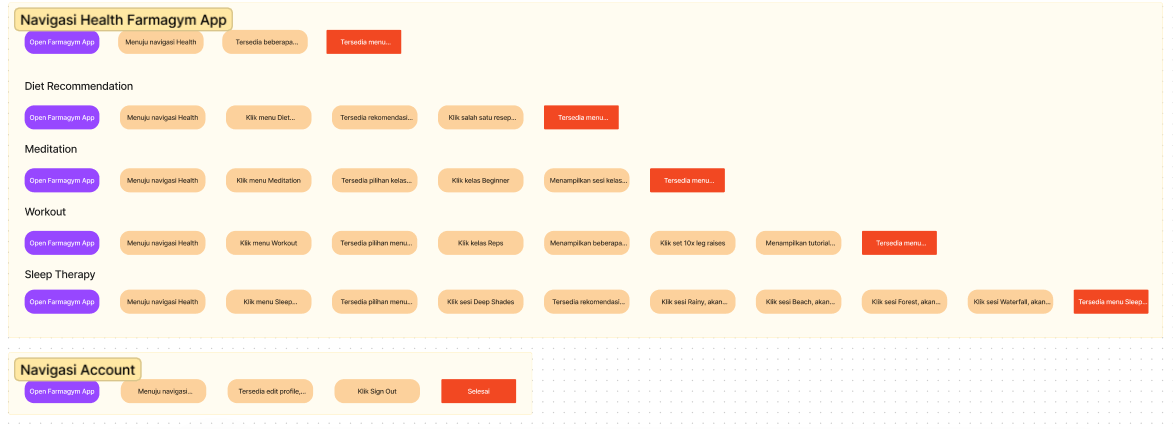 Navigasi Health Farmagym App
Open Farmagym App Menuju navigasi Health Tersedia beberapa... Tersedia menu...
Diet Recommendation
Open Farmagym App Menuju navigasi Health Klik menu Diet... Tersedia rekomendasi... Klik salah satu resep... Tersedia menu...
Meditation
Open Farmagym App Menuju navigasi Health Klik menu Meditation Tersedia pilihan kelas... Klik kelas Beginner Menampilkan sesi kelas... Tersedia menu...
Workout
Open Farmagym App Menuju navigasi Health Klik menu Workout Tersedia pilihan menu... Klik kelas Reps Menampilkan beberapa... Klik set 10x leg raises Menampilkan tutorial... Tersedia menu...
Sleep Therapy
Open Farmagym App Menuju navigasi Health Klik menu Sleep... Tersedia pilihan menu... Klik sesi Deep Shades Tersedia rekomendasi... Klik sesi Rainy, akan... Klik sesi Beach, akan... Klik sesi Forest, akan... Klik sesi Waterfall, akan... Tersedia menu Sleep...
Navigasi Account
Open Farmagym App Menuju navigasi... Tersedia edit profile,... Klik Sign Out Selesai